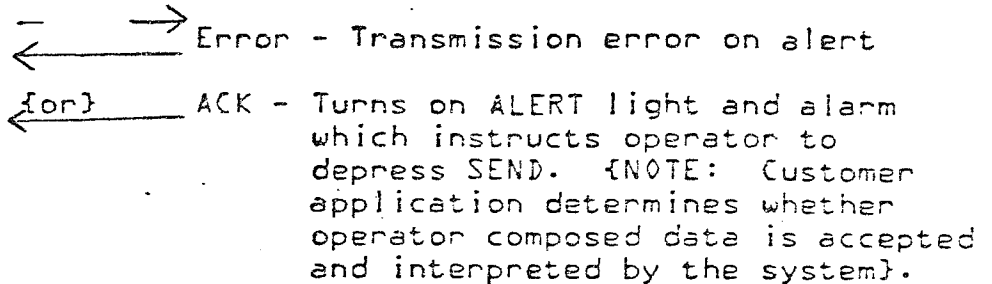 Error - Transmission error on alert
{or} ACK - Turns on ALERT light and alarm
which instructs operator to
depress SEND. {NOTE: Customer
application determines whether
operator composed data is accepted
and interpreted by the system}.